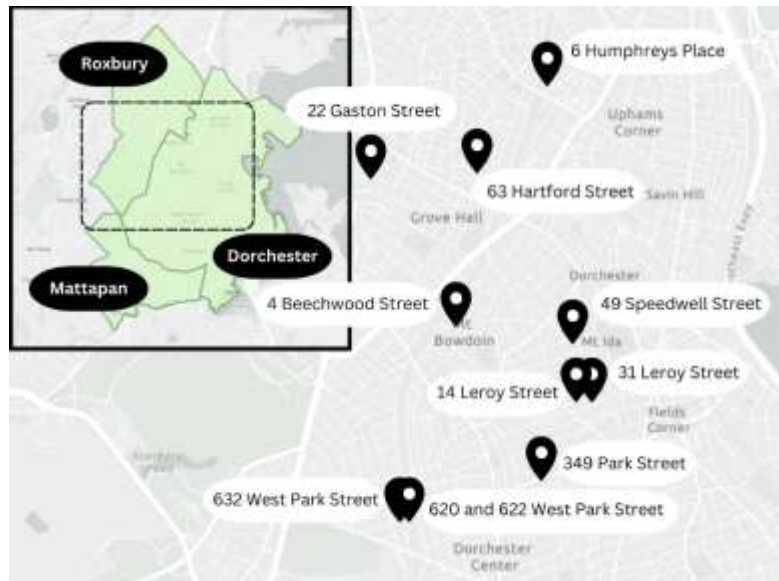 Roxbury
Dorchester
Mattapan
6 Humphreys Place
22 Gaston Street
Uphams
Corner
63 Hartford Street
Savin Hill
Grove Hall
Dorchester
4 Beechwood Street
49 Speedwell Street
Bowdoin
Mt Ida
31 Leroy Street
14 Leroy Street
Fields
Corner
349 Park Street
632 West Park Street
620 and 622 West Park Street
Dorchester
Center